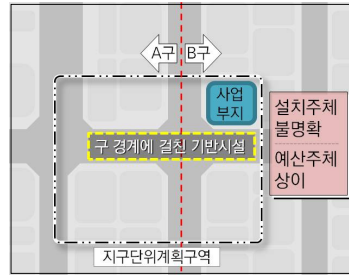 A구 B구
사업
부지
구 경계에 걸친 기반시설
설치주체
불명확
예산주체
상이
지구단위계획구역